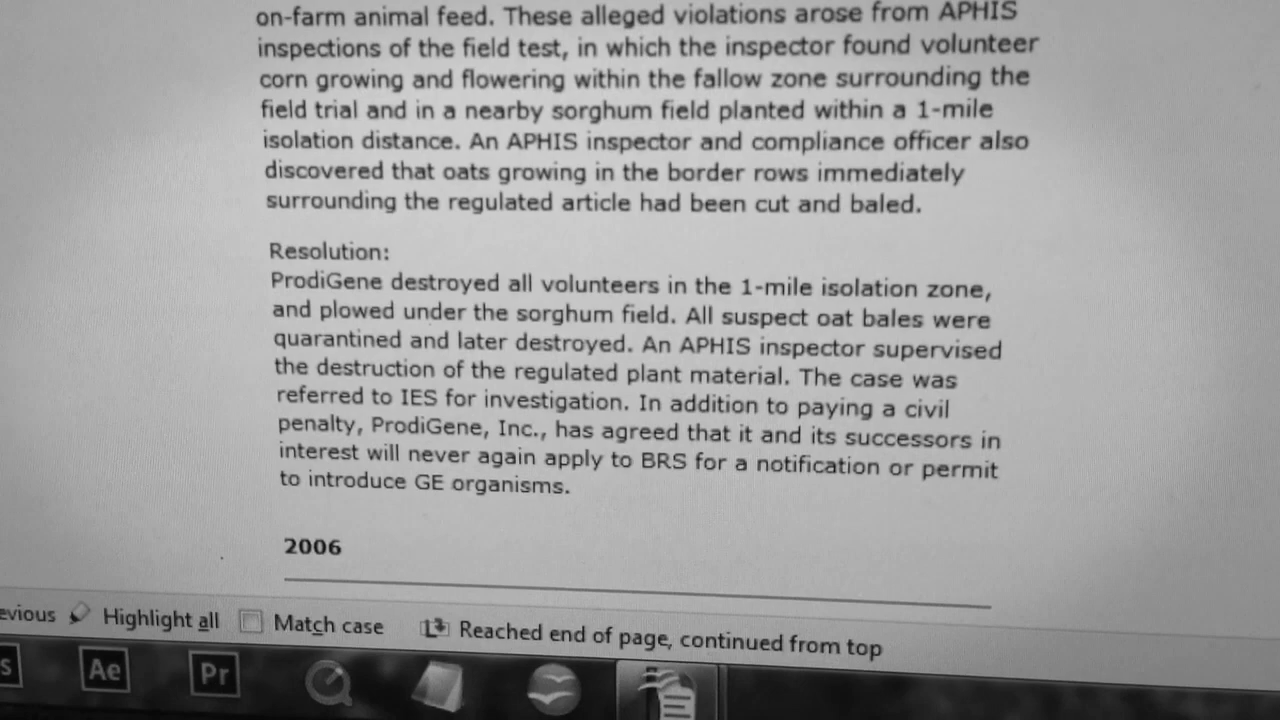 on-farm animal feed. These alleged violations arose from APHIS
inspections of the field test, in which the inspector found volunteer
corn growing and flowering within the fallow zone surrounding the
field trial and in a nearby sorghum field planted within a 1-mile
isolation distance. An APHIS inspector and compliance officer also
discovered that oats growing in the border rows immediately
surrounding the regulated article had been cut and baled.
Resolution:
ProdiGene destroyed all volunteers in the 1-mile isolation zone,
and plowed under the sorghum field. All suspect oat bales were
quarantined and later destroyed. An APHIS inspector supervised
the destruction of the regulated plant material. The case was
referred to IES for investigation. In addition to paying a civil
penalty, ProdiGene, Inc., has agreed that it and its successors in
interest will never again apply to BRS for a notification or permit
to introduce GE organisms.
2006
evious Highlight all Match case Reached end of page, continued from top
s Ae Pr